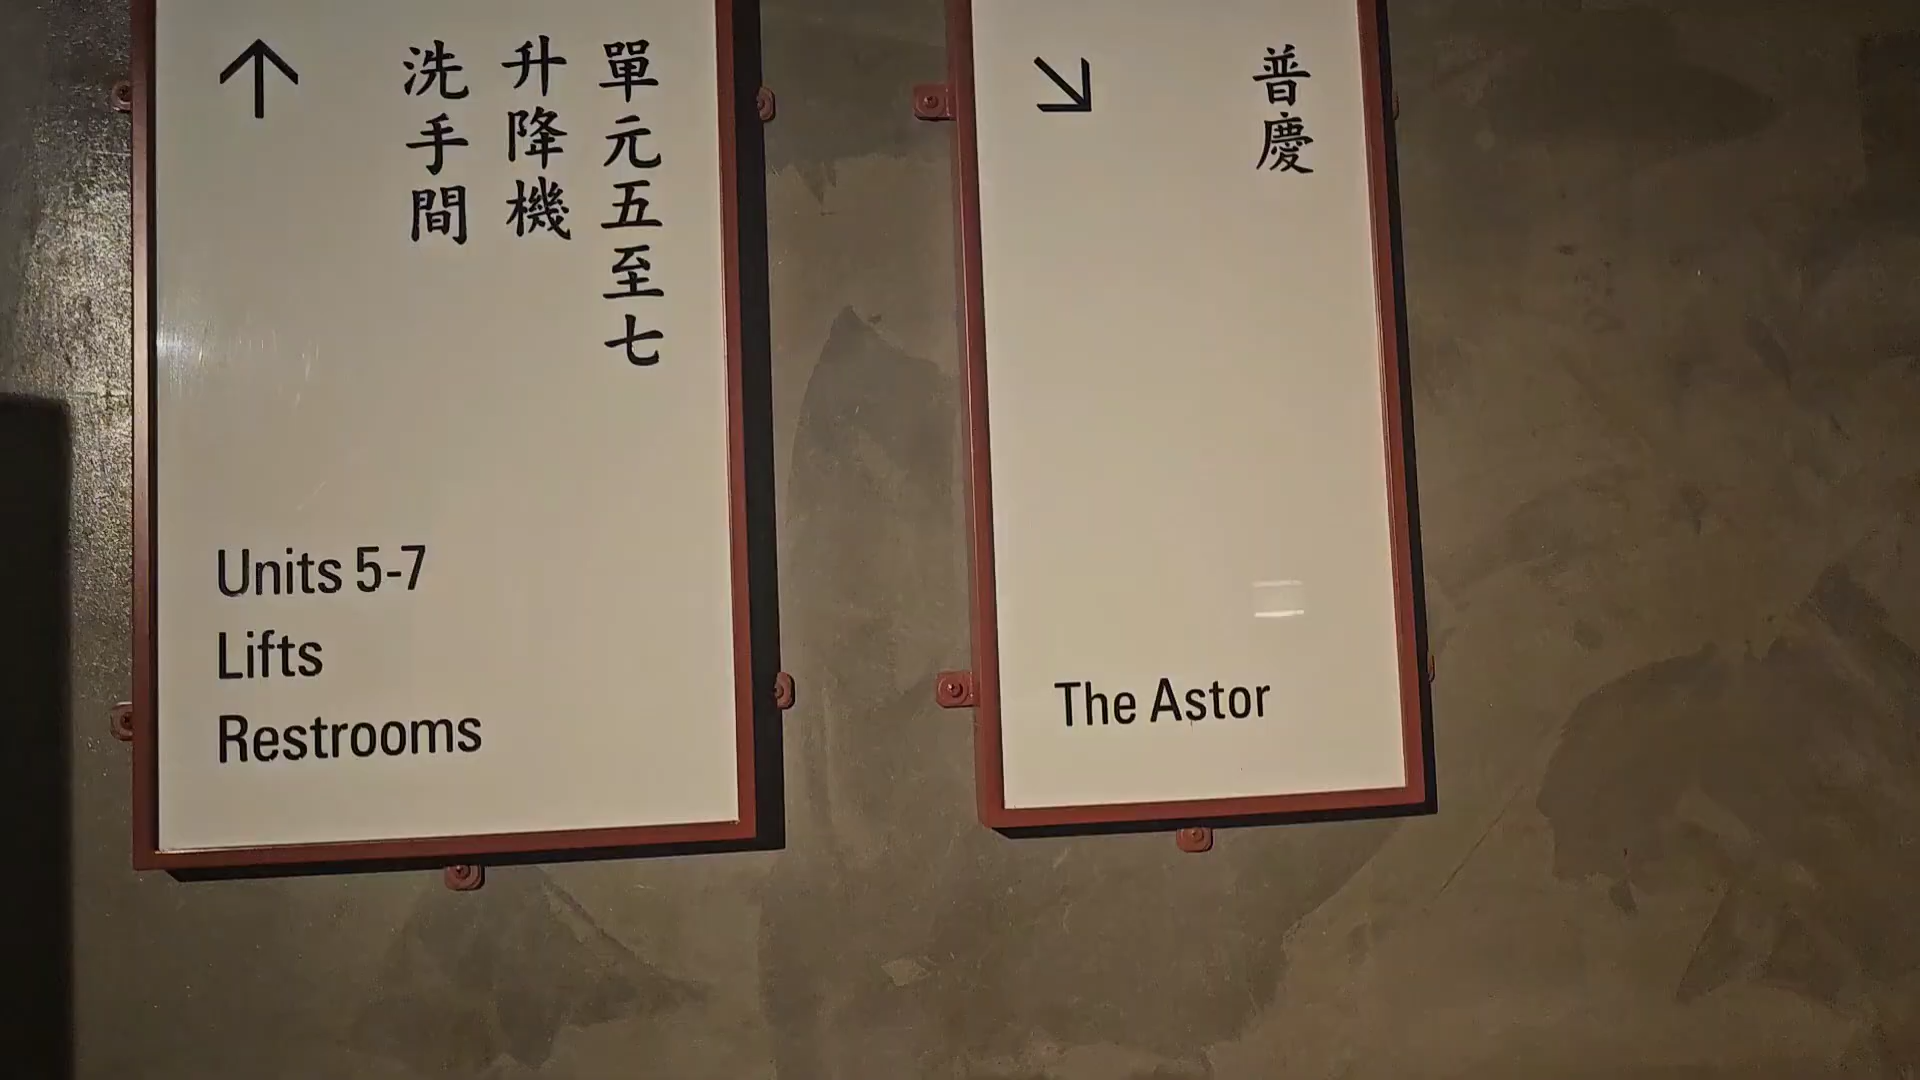 單元五至七
升降機
洗手間
Units 5-7
Lifts
Restrooms
普慶
The Astor